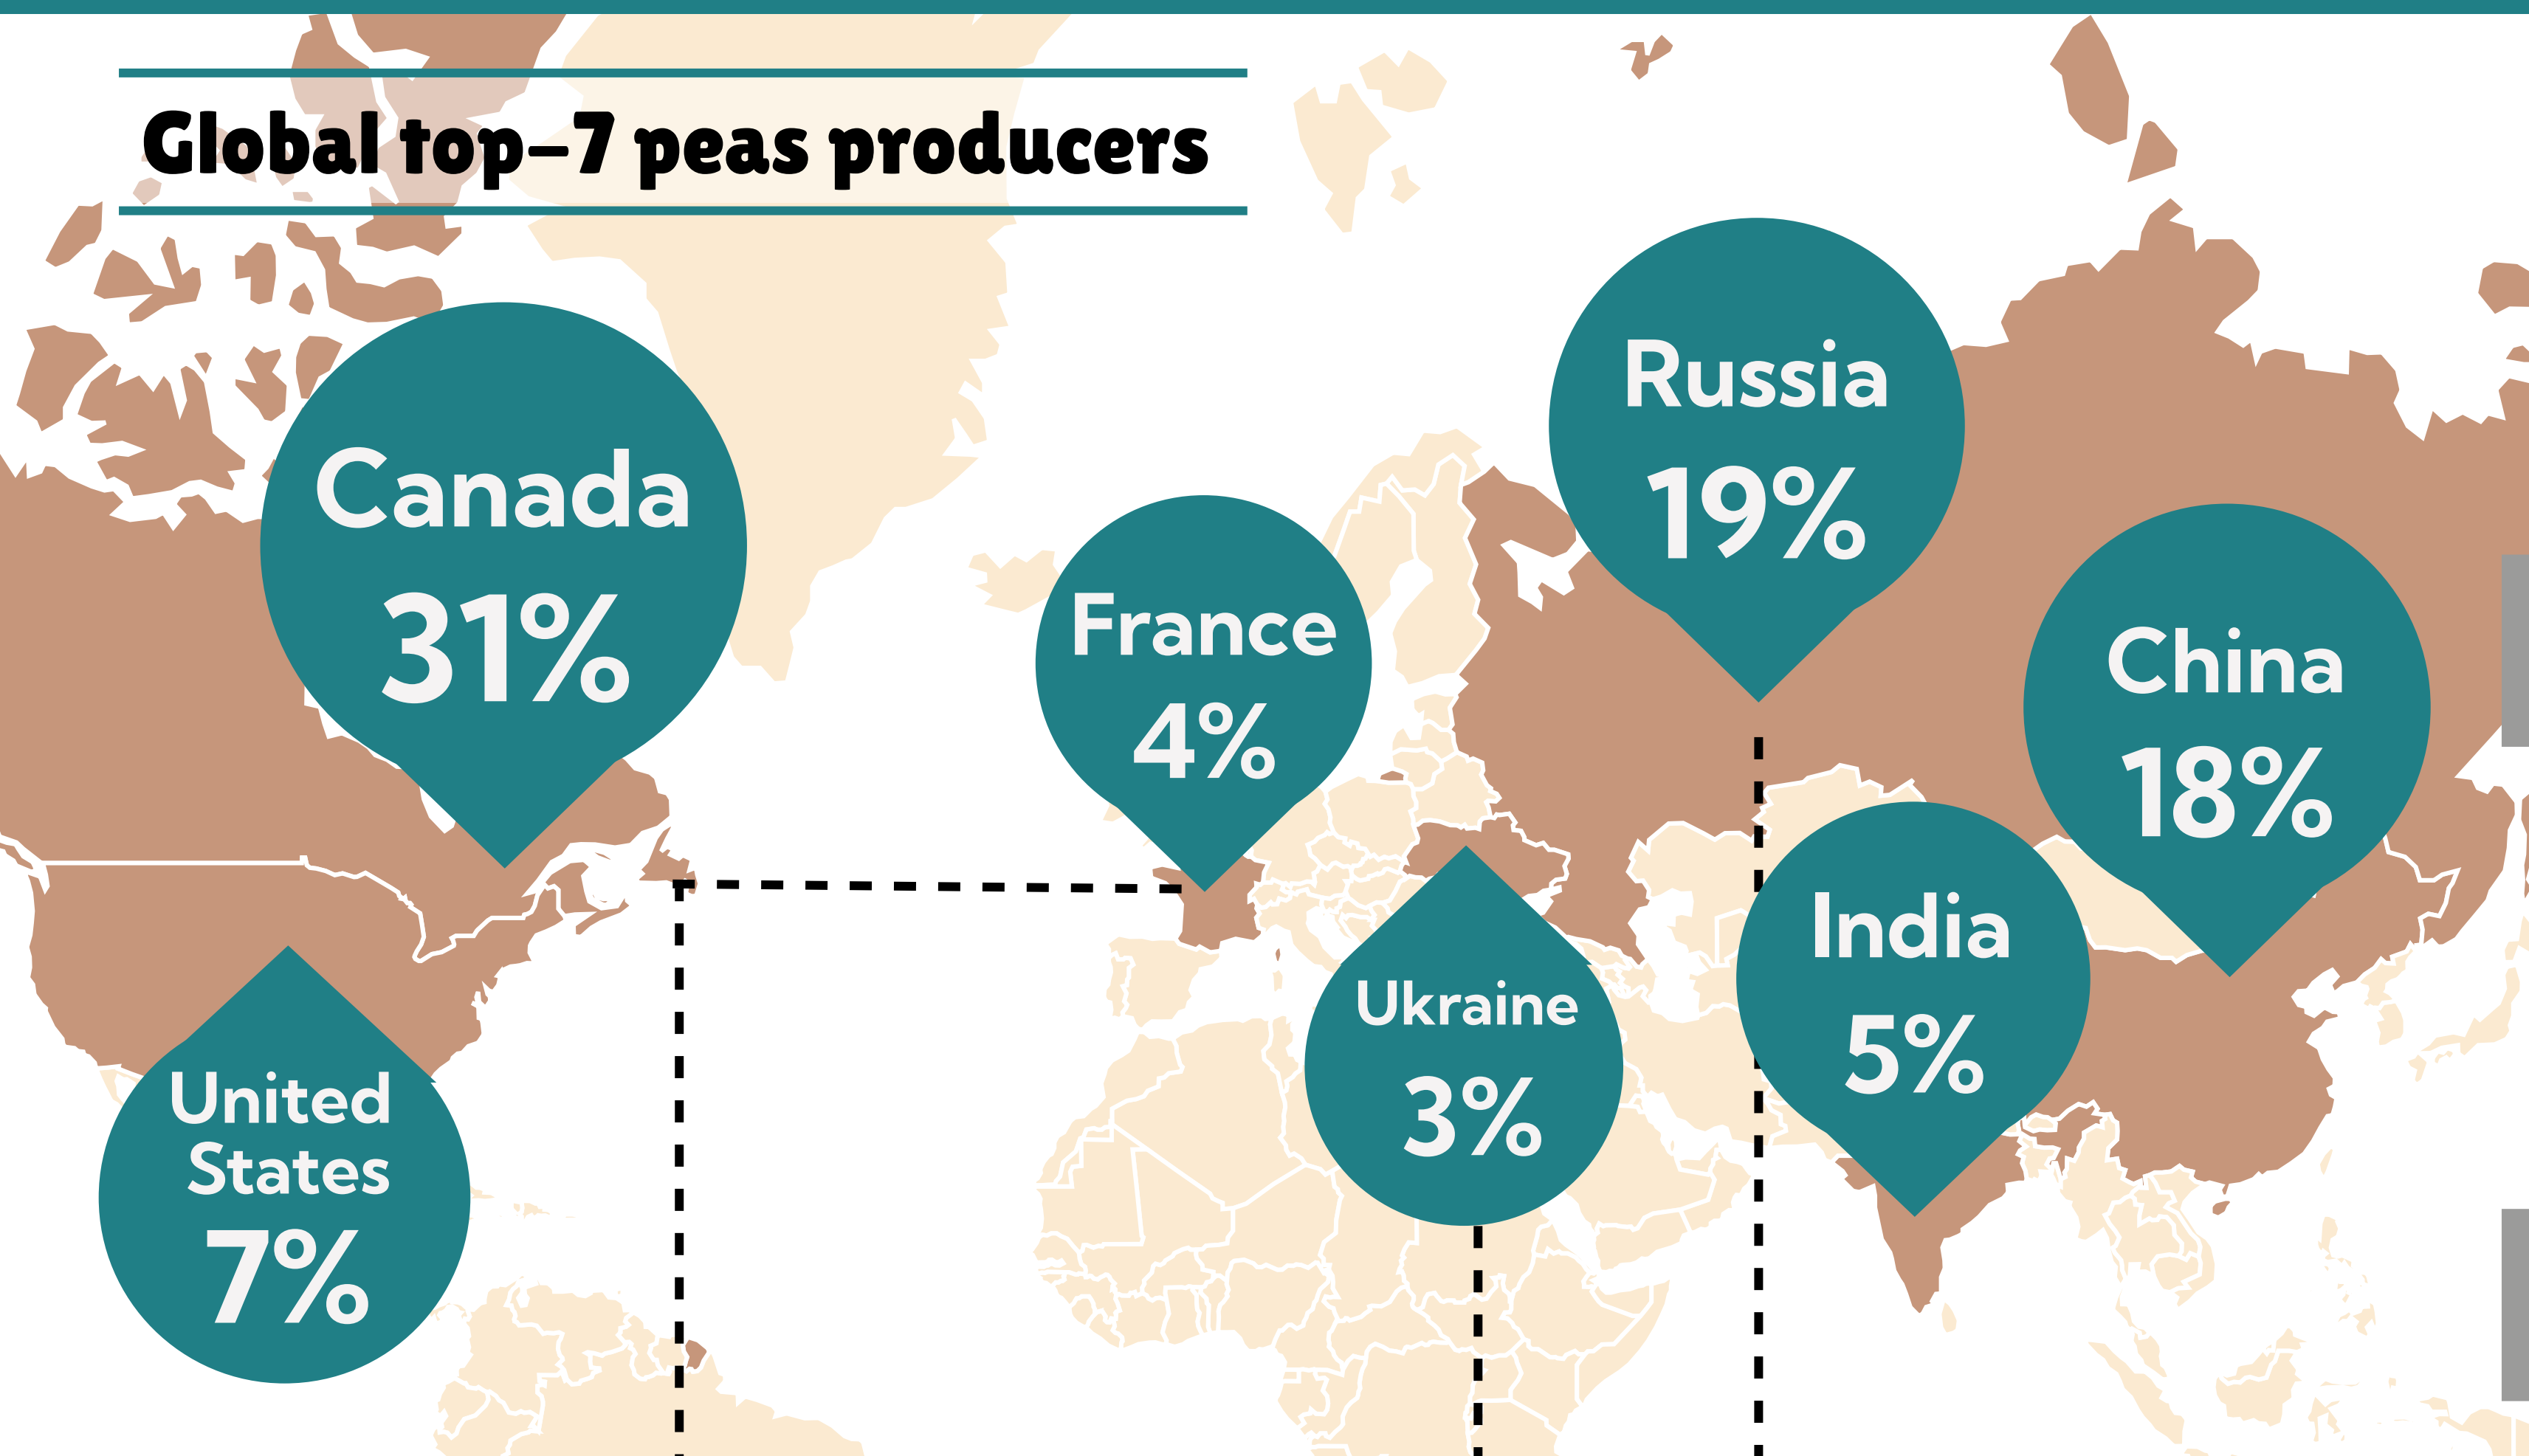 Global top–7 peas producers
Canada
31%
France
4%
Russia
19%
China
18%
India
5%
Ukraine
3%
United
States
7%